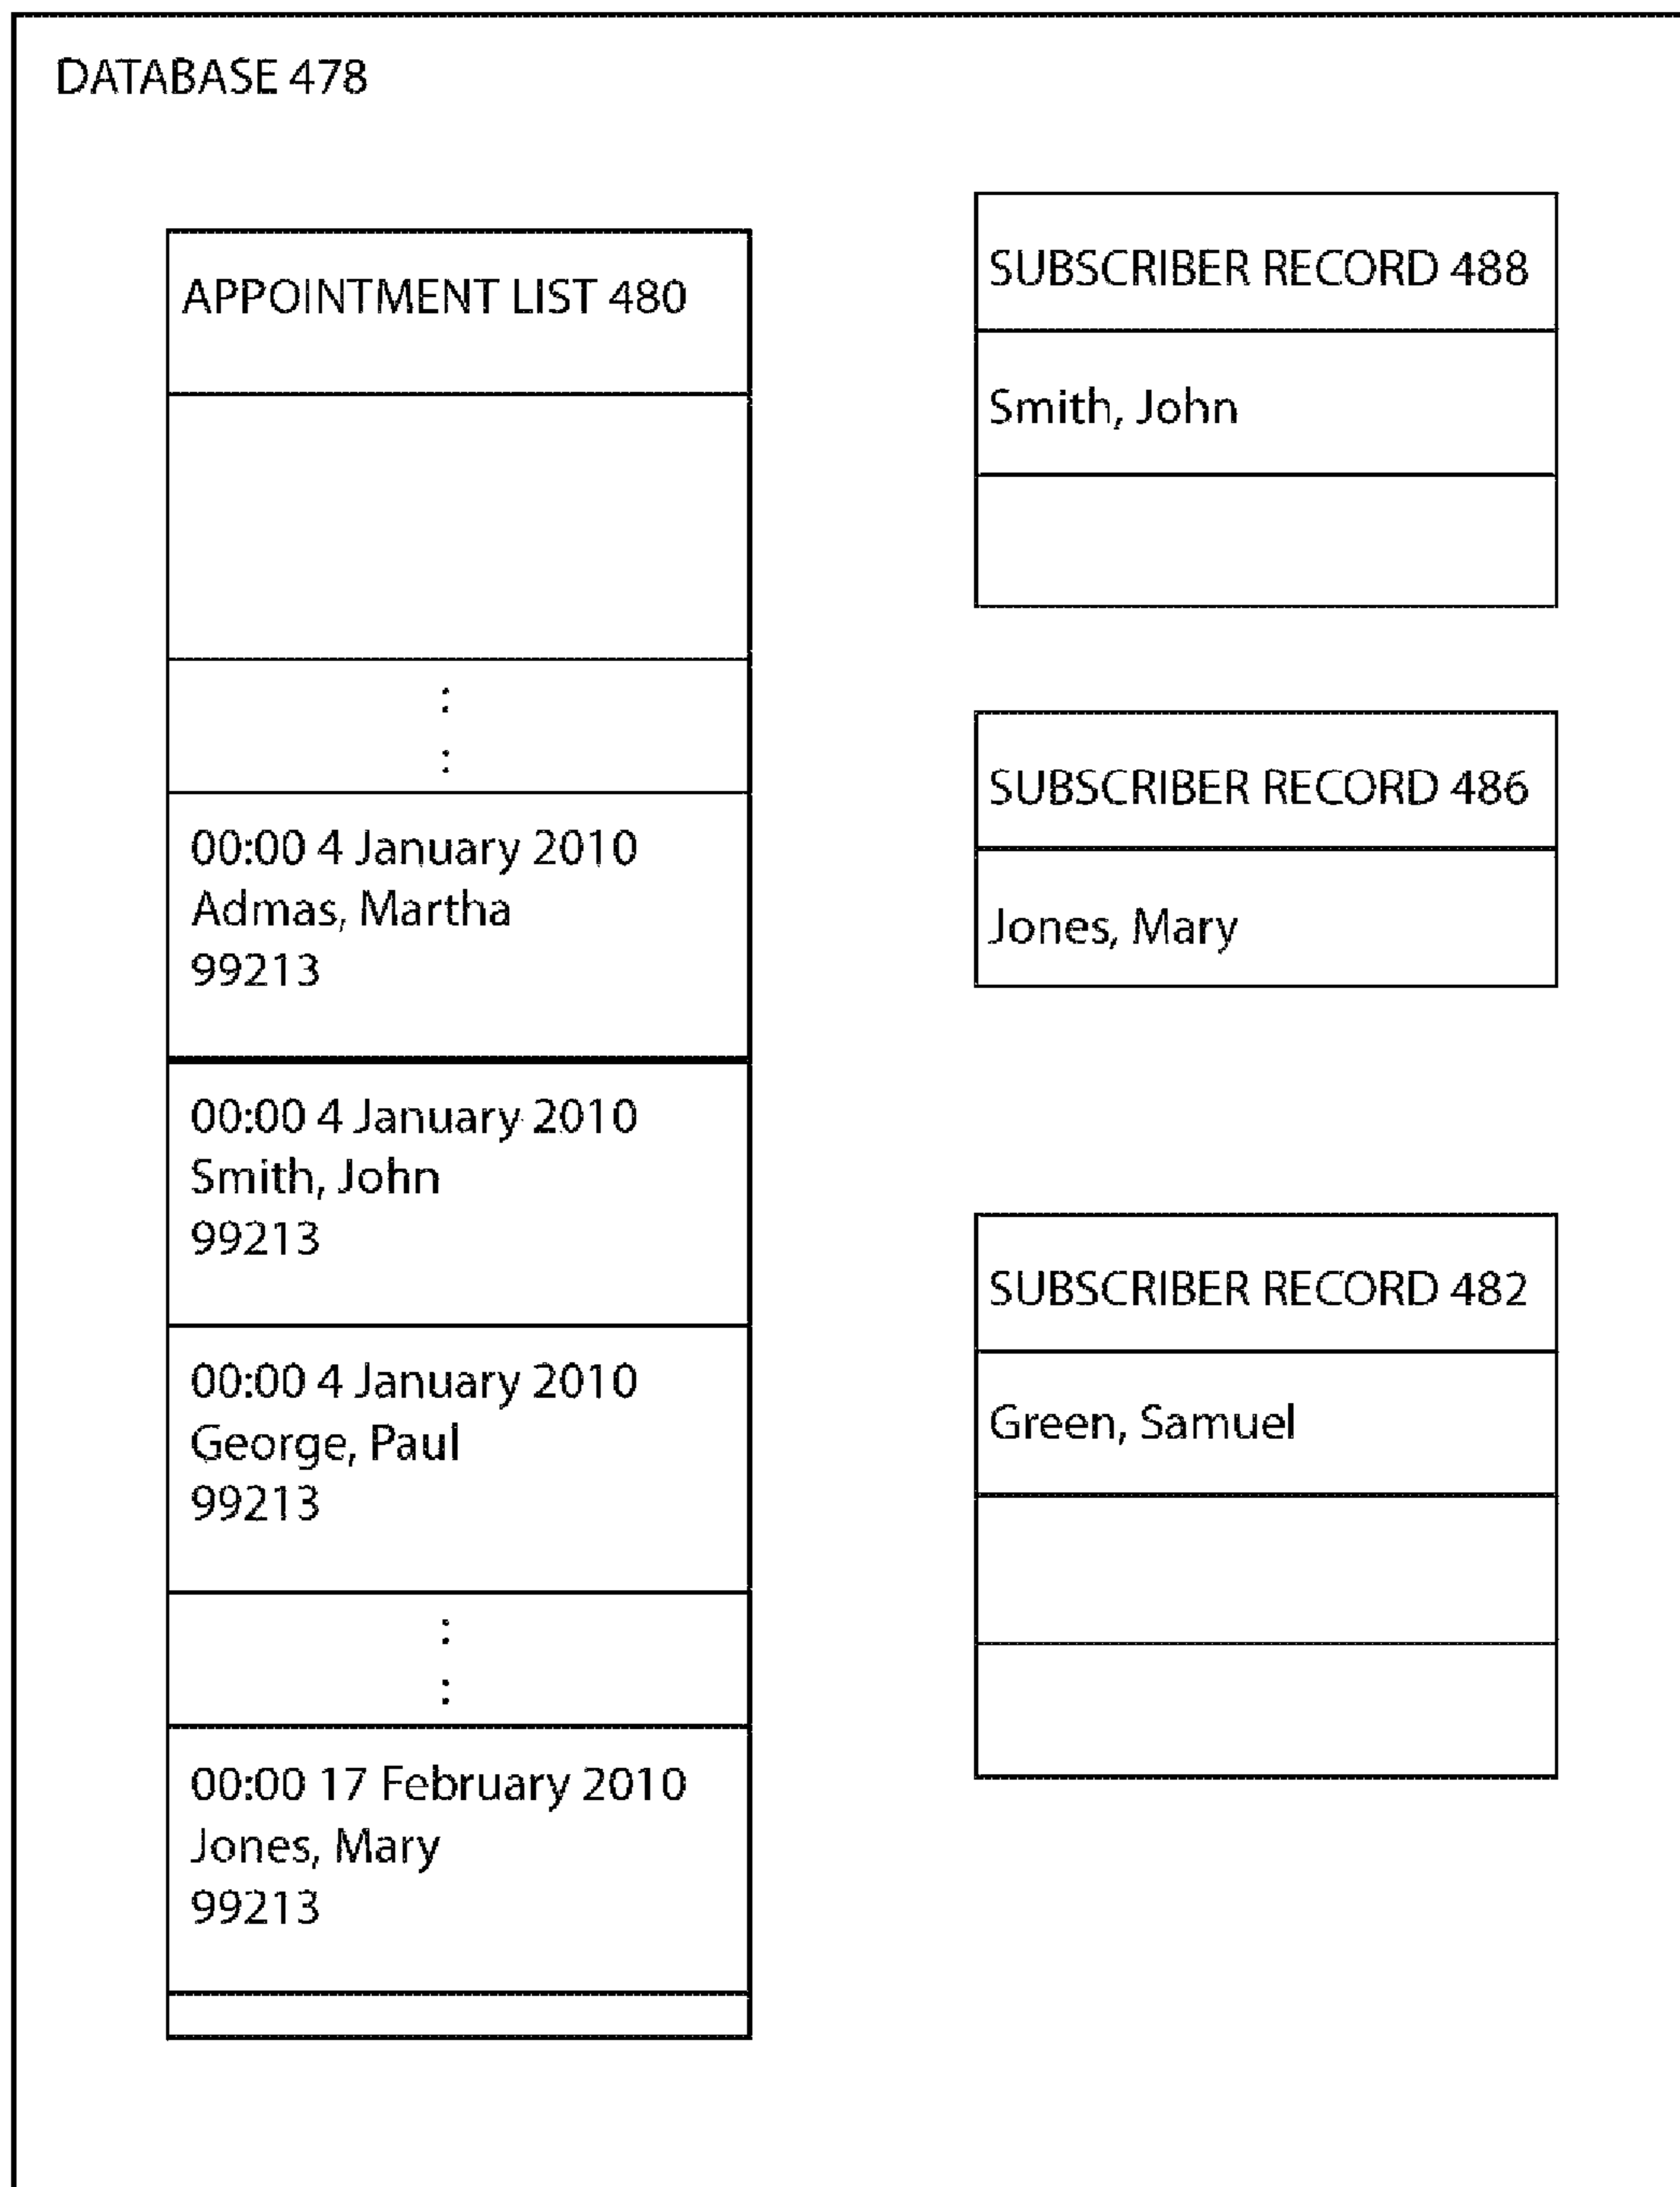 DATABASE 478
APPOINTMENT LIST 480
:
:
00:00 4 January 2010
Admas, Martha
99213
00:00 4 January 2010
Smith, John
99213
00:00 4 January 2010
George, Paul
99213
:
:
00:00 17 February 2010
Jones, Mary
99213
SUBSCRIBER RECORD 488
Smith, John
SUBSCRIBER RECORD 486
Jones, Mary
SUBSCRIBER RECORD 482
Green, Samuel